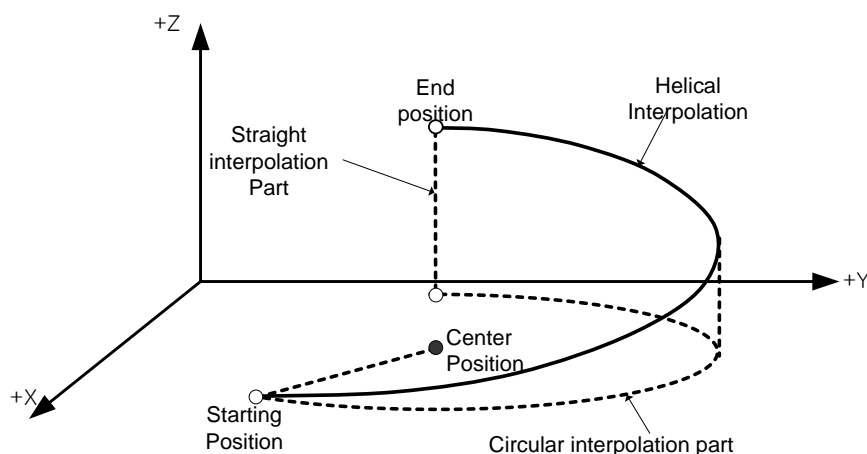 +Z
End
position
Helical
Interpolation
Straight
interpolation
Part
+Y
Center
Position
+X
Starting
Position
Circular interpolation part